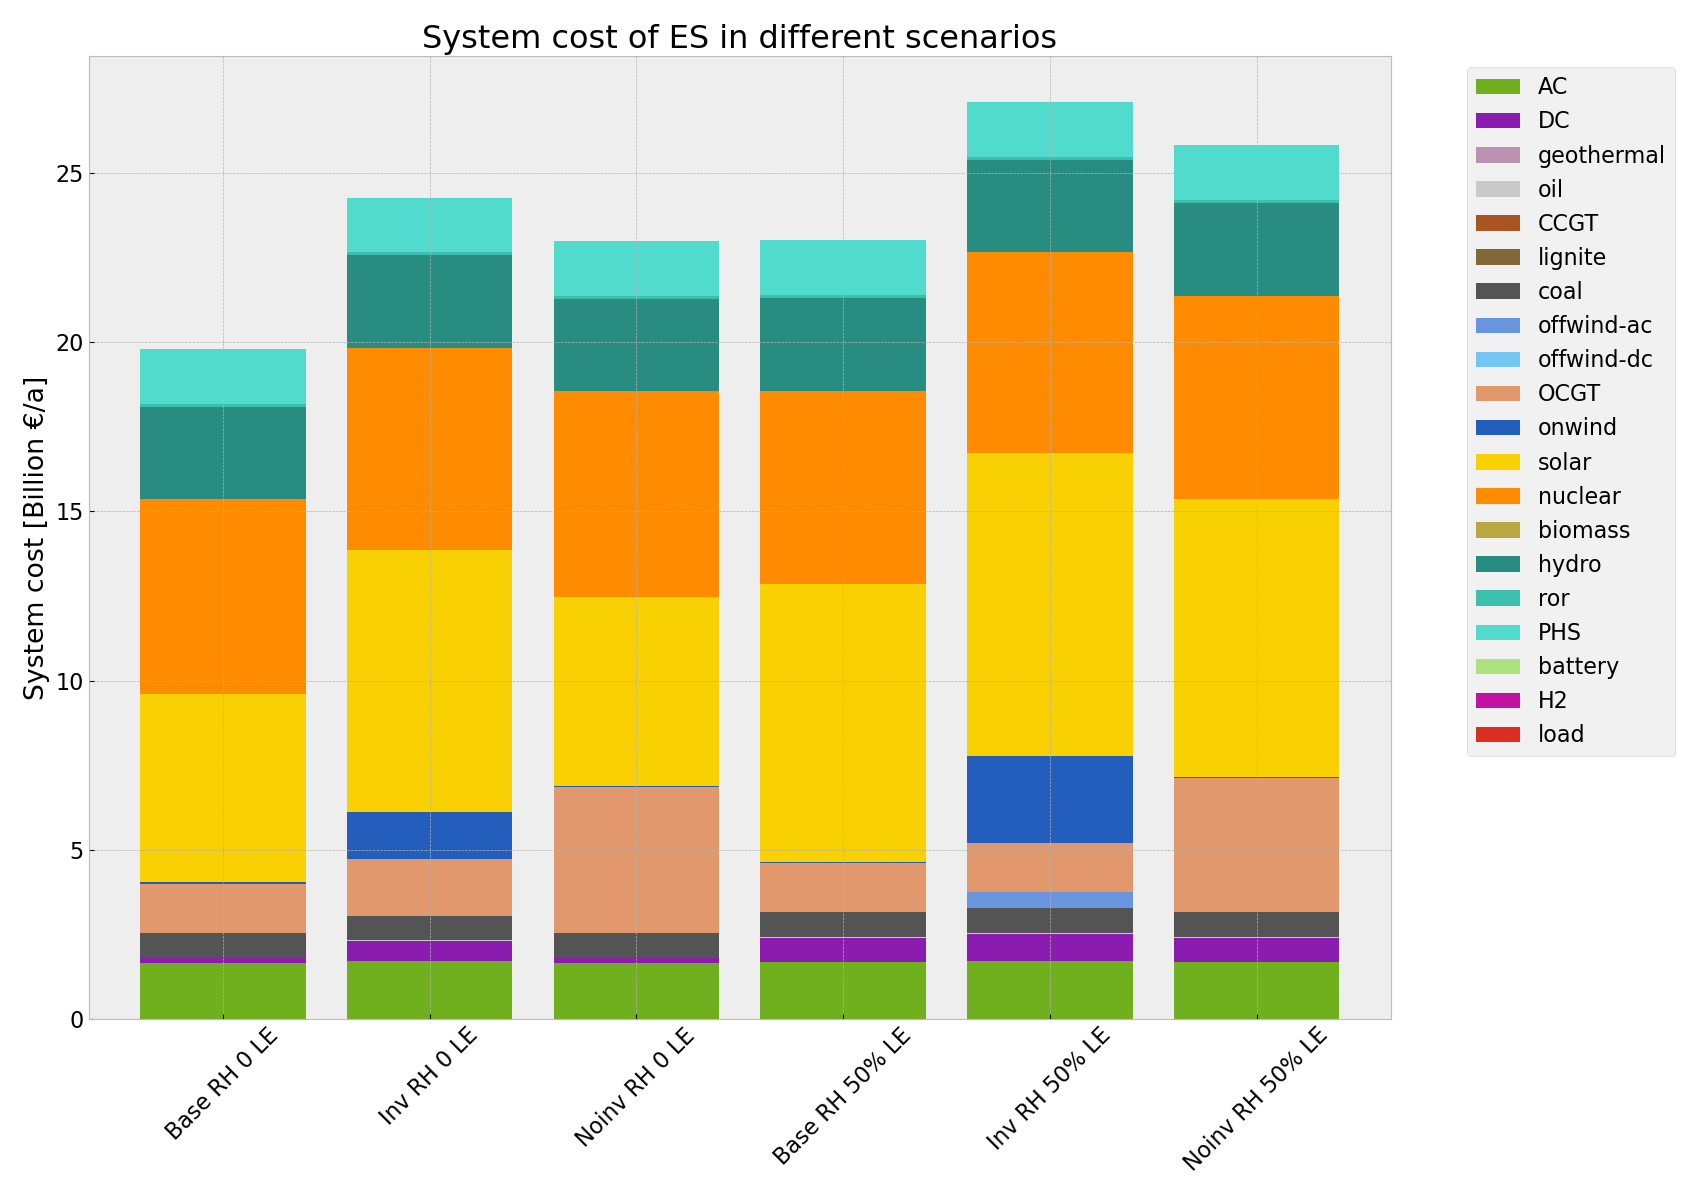 System cost of ES in different scenarios
System cost [Billion €/a]
25
20
15
10
5
0
Base RH 0 LE
Inv RH 0 LE
Noinv RH 0 LE
Base RH 50% LE
Inv RH 50% LE
Noinv RH 50% LE
AC
DC
geothermal
oil
CCGT
lignite
coal
offwind-ac
offwind-dc
OCGT
onwind
solar
nuclear
biomass
hydro
ror
PHS
battery
H2
load